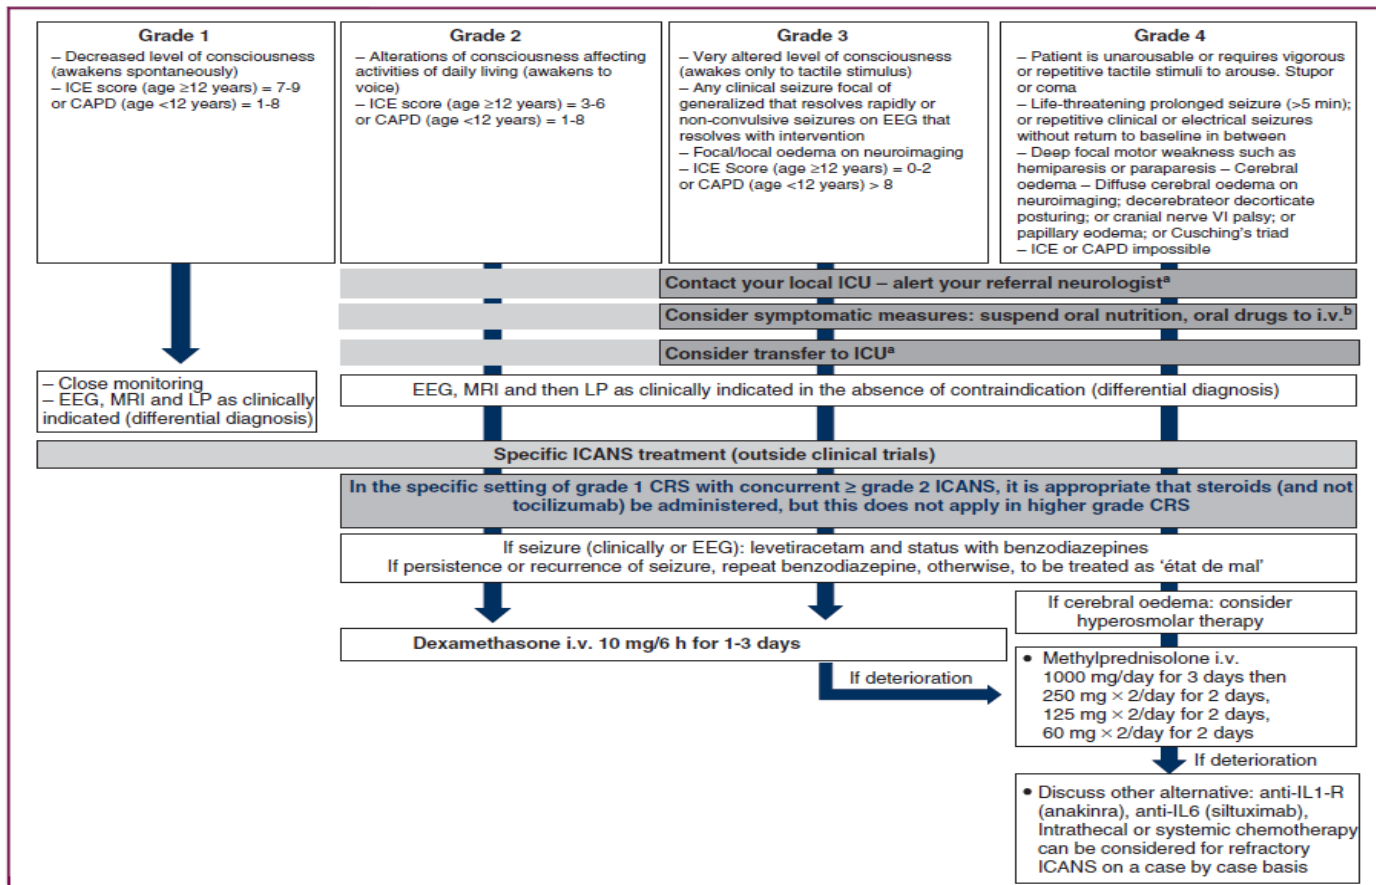 Grade 1
– Decreased level of consciousness
(awakens spontaneously)
– ICE score (age ≥12 years) = 7-9
or CAPD (age <12 years) = 1-8
Grade 2
– Alterations of consciousness affecting
activities of daily living (awakens to
voice)
– ICE score (age ≥12 years) = 3-6
or CAPD (age <12 years) = 1-8
Grade 3
– Very altered level of consciousness
(awakes only to tactile stimulus)
– Any clinical seizure focal of
generalized that resolves rapidly or
non-convulsive seizures on EEG that
resolves with intervention
– Focal/local oedema on neuroimaging
– ICE Score (age ≥12 years) = 0-2
or CAPD (age <12 years) > 8
Grade 4
– Patient is unarousable or requires vigorous
or repetitive tactile stimuli to arouse. Stupor
or coma
– Life-threatening prolonged seizure (>5 min);
or repetitive clinical or electrical seizures
without return to baseline in between
– Deep focal motor weakness such as
hemiparesis or paraparesis – Cerebral
oedema – Diffuse cerebral oedema on
neuroimaging; decerebrateor decorticate
posturing; or cranial nerve VI palsy; or
papillary eodema; or Cusching's triad
– ICE or CAPD impossible
Contact your local ICU – alert your referral neurologistᵃ
Consider symptomatic measures: suspend oral nutrition, oral drugs to i.v.ᵇ
Consider transfer to ICUᵃ
– Close monitoring
– EEG, MRI and LP as clinically
indicated (differential diagnosis)
EEG, MRI and then LP as clinically indicated in the absence of contraindication (differential diagnosis)
Specific ICANS treatment (outside clinical trials)
In the specific setting of grade 1 CRS with concurrent ≥ grade 2 ICANS, it is appropriate that steroids (and not
tocilizumab) be administered, but this does not apply in higher grade CRS
If seizure (clinically or EEG): levetiracetam and status with benzodiazepines
If persistence or recurrence of seizure, repeat benzodiazepine, otherwise, to be treated as 'état de mal'
Dexamethasone i.v. 10 mg/6 h for 1-3 days
If deterioration
If cerebral oedema: consider
hyperosmolar therapy
• Methylprednisolone i.v.
1000 mg/day for 3 days then
250 mg × 2/day for 2 days,
125 mg × 2/day for 2 days,
60 mg × 2/day for 2 days
If deterioration
• Discuss other alternative: anti-IL1-R
(anakinra), anti-IL6 (siltuximab),
Intrathecal or systemic chemotherapy
can be considered for refractory
ICANS on a case by case basis